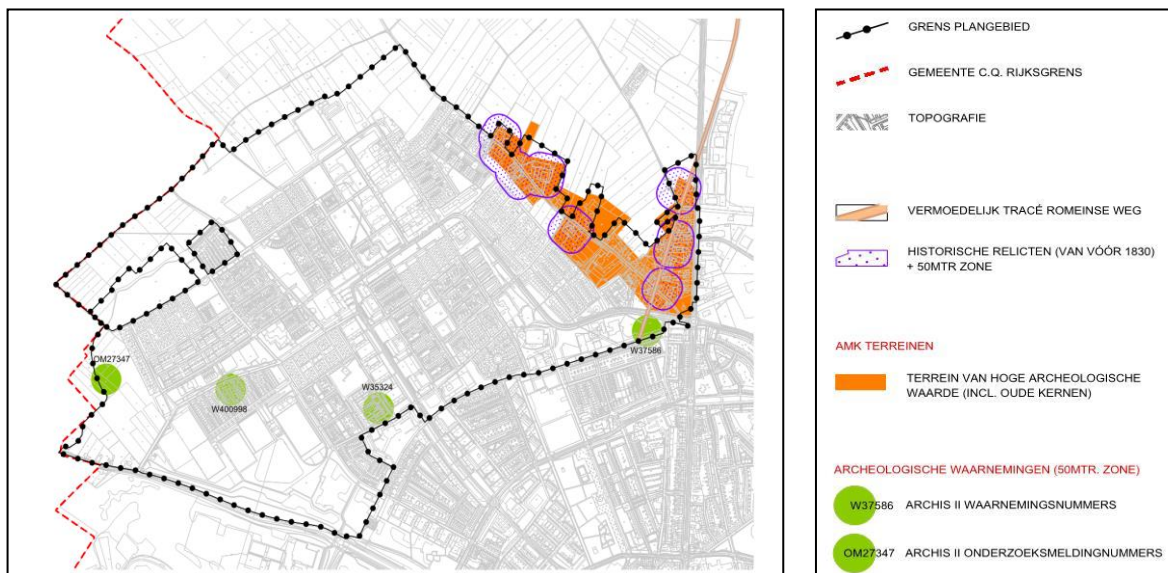 OM27347
W400998
W35324
W37586
GRENS PLANGEBIED
GEMEENTE C.Q. RIJKSGRENS
TOPOGRAFIE
VERMOEDELIJK TRACÉ ROMEINSE WEG
HISTORISCHE RELICTEN (VAN VÓÓR 1830)
+ 50MTR ZONE
AMK TERREINEN
TERREIN VAN HOGE ARCHEOLOGISCHE
WAARDE (INCL. OUDE KERNEN)
ARCHEOLOGISCHE WAARNEMINGEN (50MTR. ZONE)
W37586 ARCHIS II WAARNEMINGSNUMMERS
OM27347 ARCHIS II ONDERZOEKSMELDINGNUMMERS